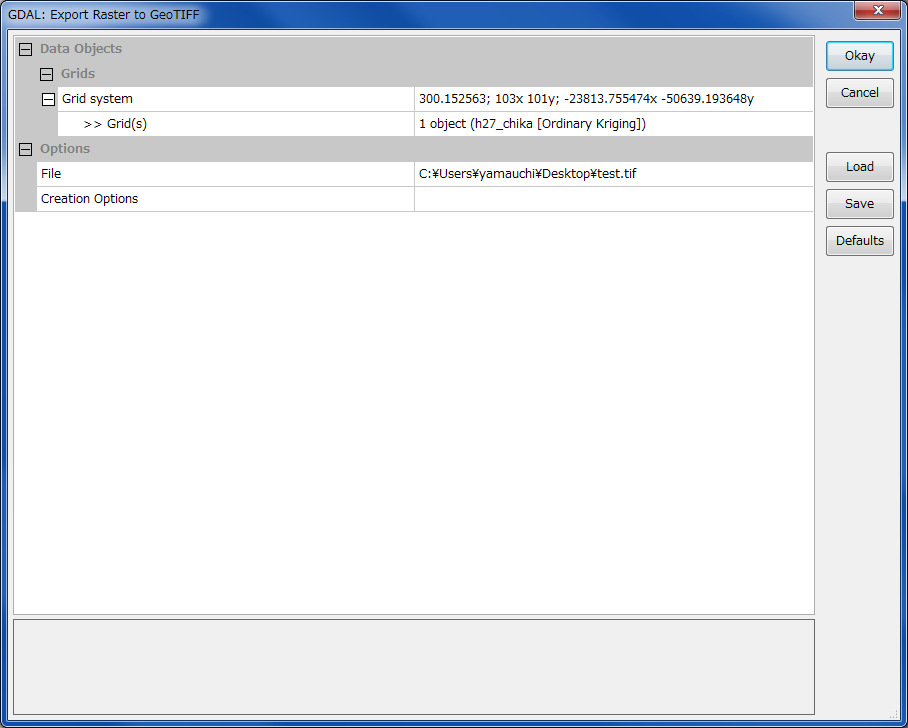 GDAL: Export Raster to GeoTIFF
Data Objects
Grids
Grid system 300.152563; 103x 101y; -23813.755474x -50639.193648y
>> Grid(s) 1 object (h27_chika [Ordinary Kriging])
Options
File C:¥Users¥yamauchi¥Desktop¥test.tif
Creation Options
Okay
Cancel
Load
Save
Defaults